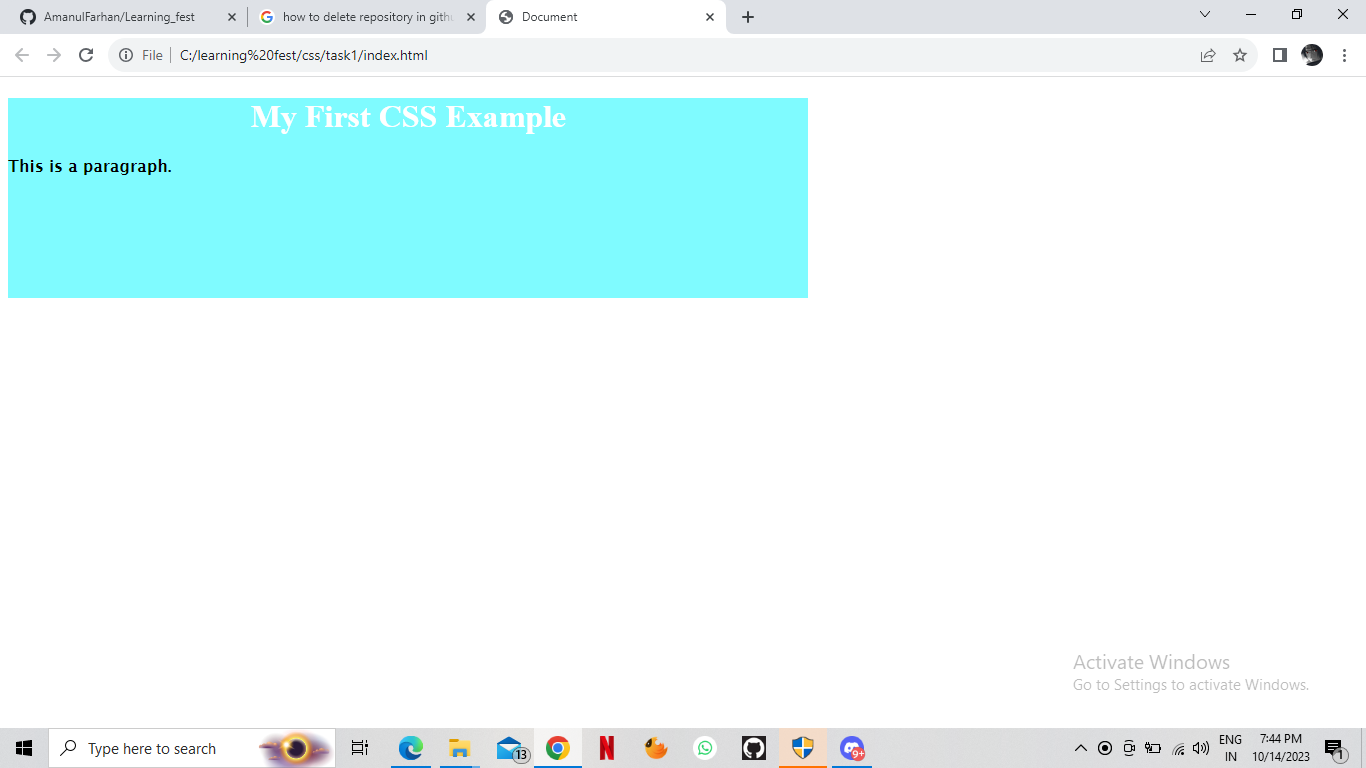 AmanulFarhan/Learning_fest
how to delete repository in gith
Document
File
C:/learning%20fest/css/task1/index.html
My First CSS Example
This is a paragraph.
Activate Windows
Go to Settings to activate Windows.
Type here to search
13
9+
ENG
IN
7:44 PM
10/14/2023
1